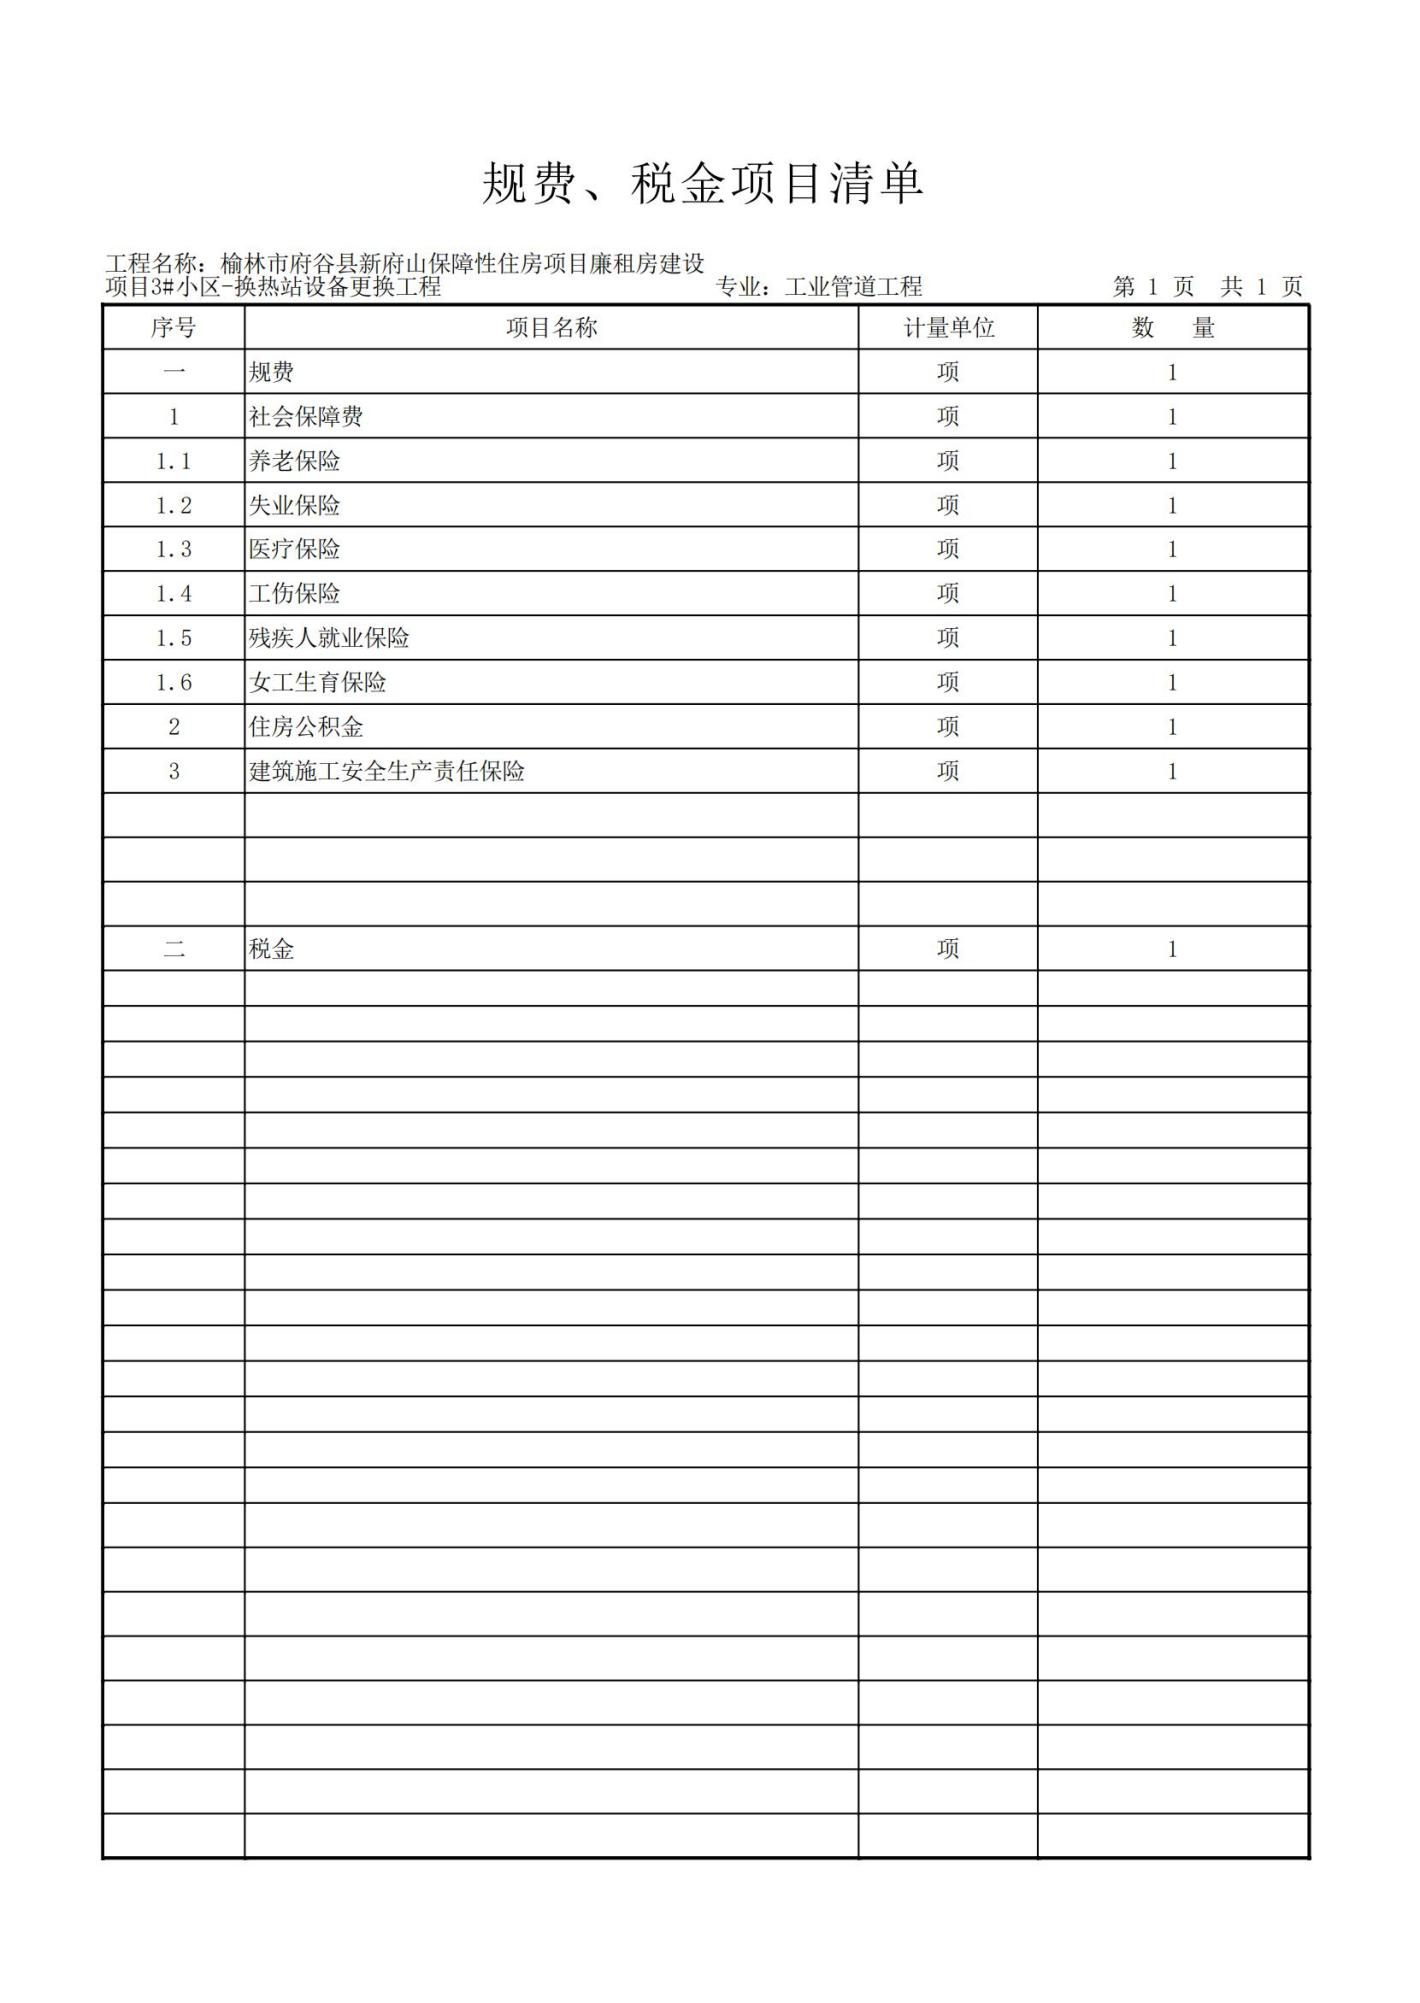 规费、税金项目清单
工程名称：榆林市府谷县新府山保障性住房项目廉租房建设
项目3#小区-换热站设备更换工程 专业：工业管道工程 第 1 页 共 1 页
序号 项目名称 计量单位 数 量
一 规费 项 1
1 社会保障费 项 1
1.1 养老保险 项 1
1.2 失业保险 项 1
1.3 医疗保险 项 1
1.4 工伤保险 项 1
1.5 残疾人就业保险 项 1
1.6 女工生育保险 项 1
2 住房公积金 项 1
3 建筑施工安全生产责任保险 项 1
二 税金 项 1